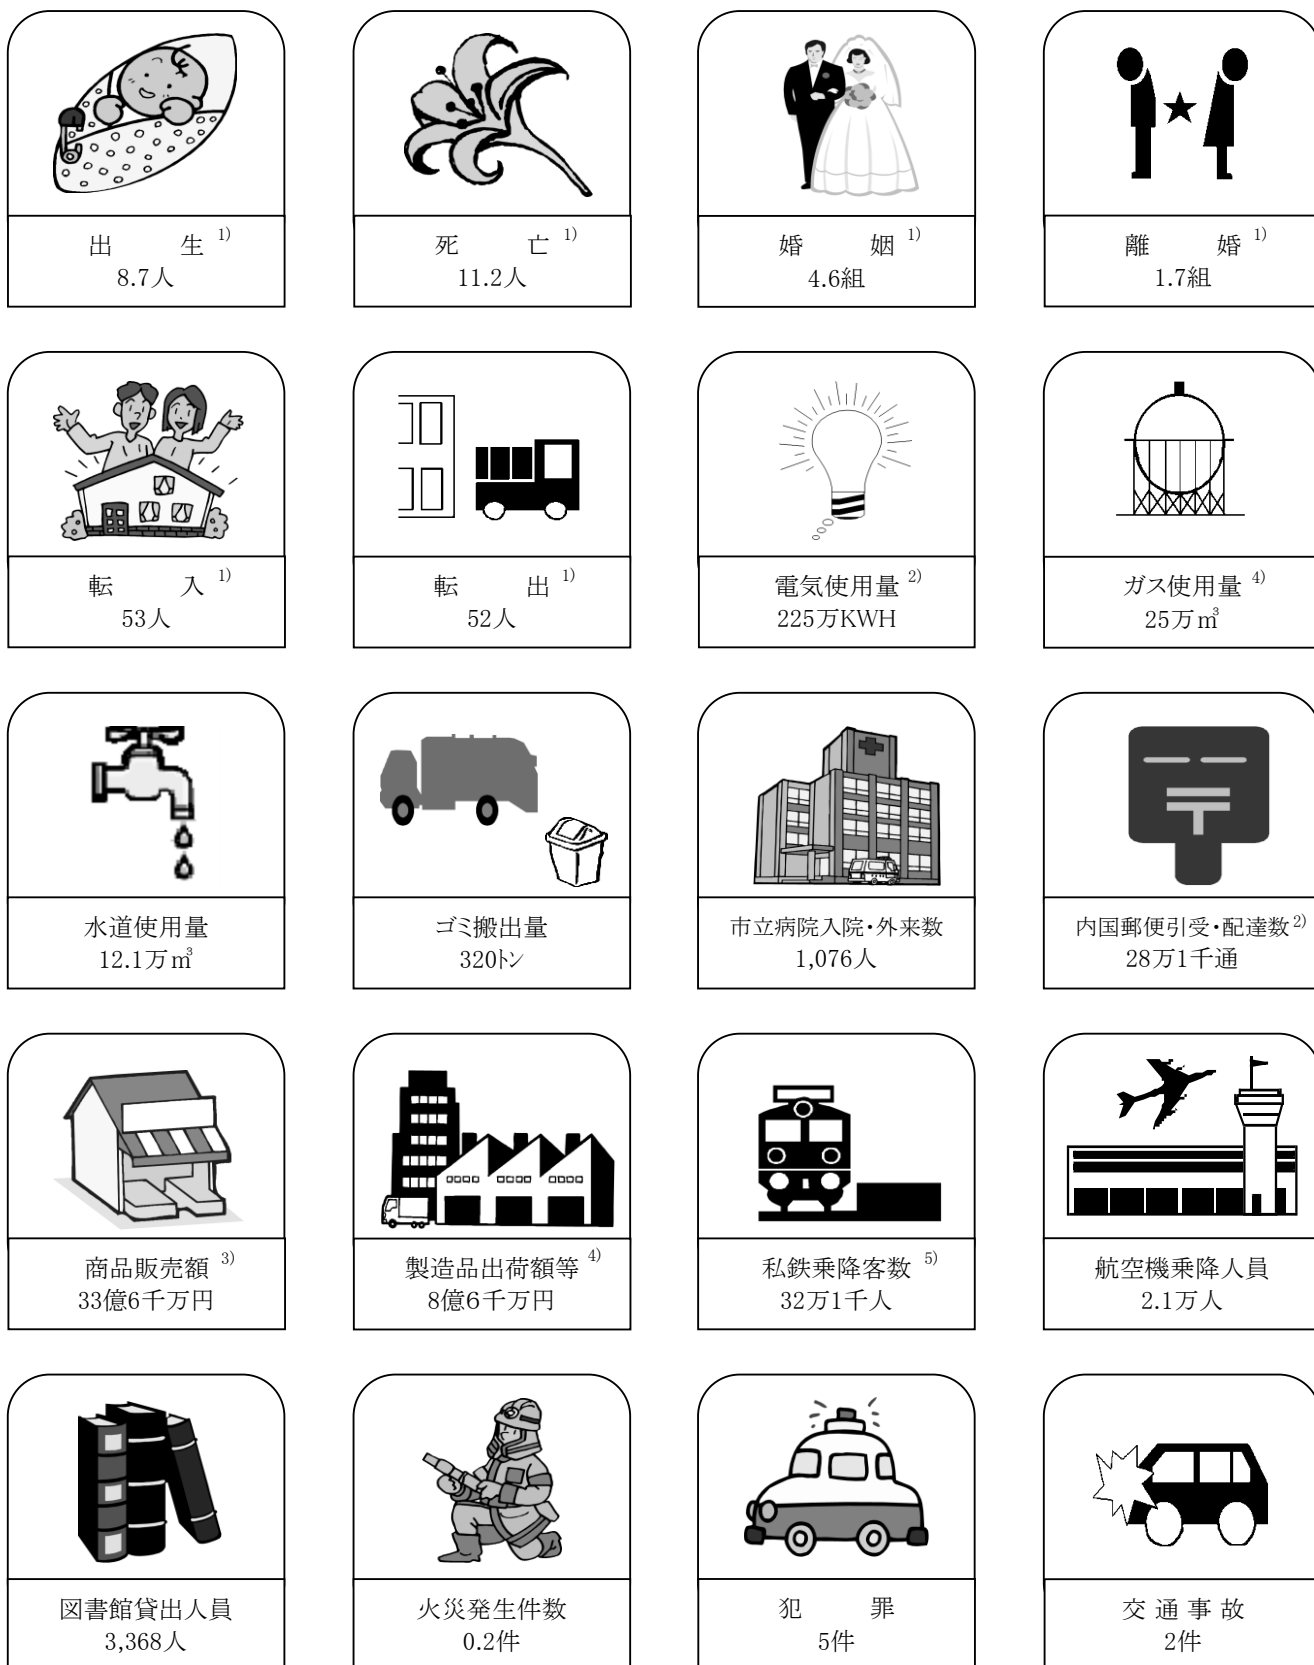 出 生 1)
8.7人
死 亡 1)
11.2人
婚 姻 1)
4.6組
離 婚 1)
1.7組
転 入 1)
53人
転 出 1)
52人
電気使用量 2)
225万KWH
ガス使用量 4)
25万㎥
水道使用量
12.1万㎥
ゴミ搬出量
320㌧
市立病院入院・外来数
1,076人
内国郵便引受・配達数 2)
28万1千通
商品販売額 3)
33億6千万円
製造品出荷額等 4)
8億6千万円
私鉄乗降客数 5)
32万1千人
航空機乗降人員
2.1万人
図書館貸出人員
3,368人
火災発生件数
0.2件
犯 罪
5件
交 通 事 故
2件